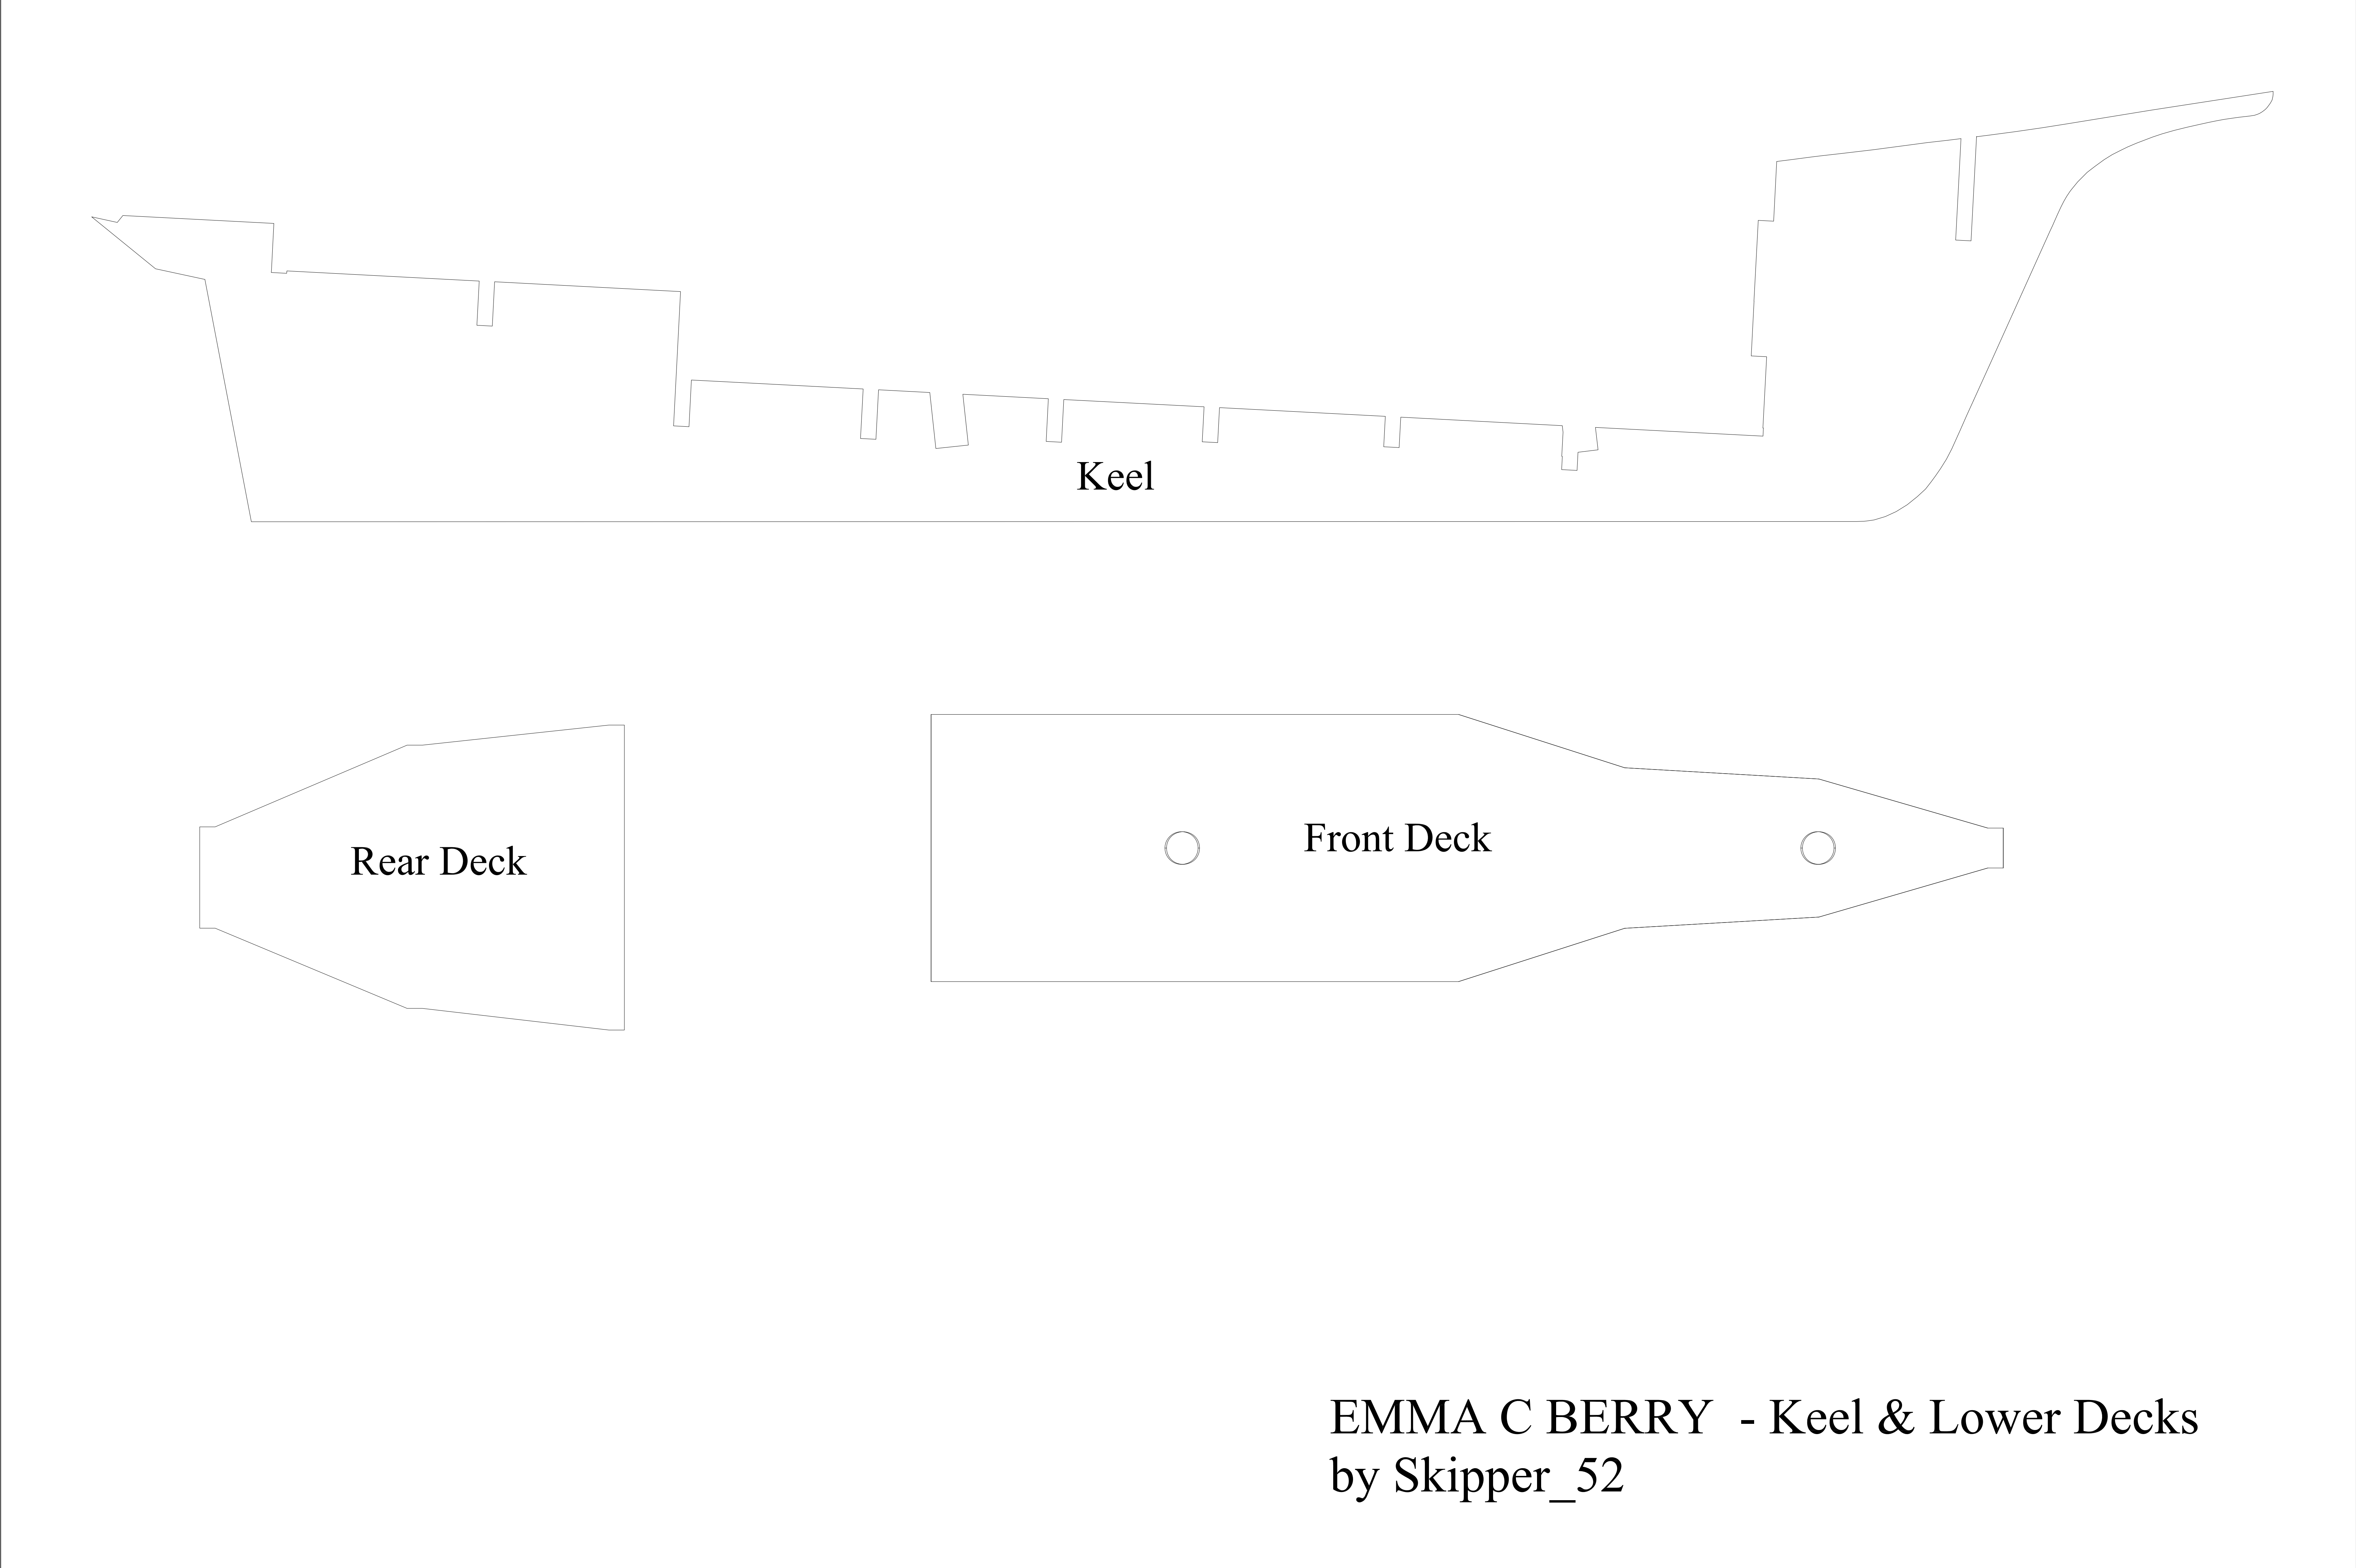 Keel
Rear Deck
Front Deck
EMMA C BERRY - Keel & Lower Decks
by Skipper_52